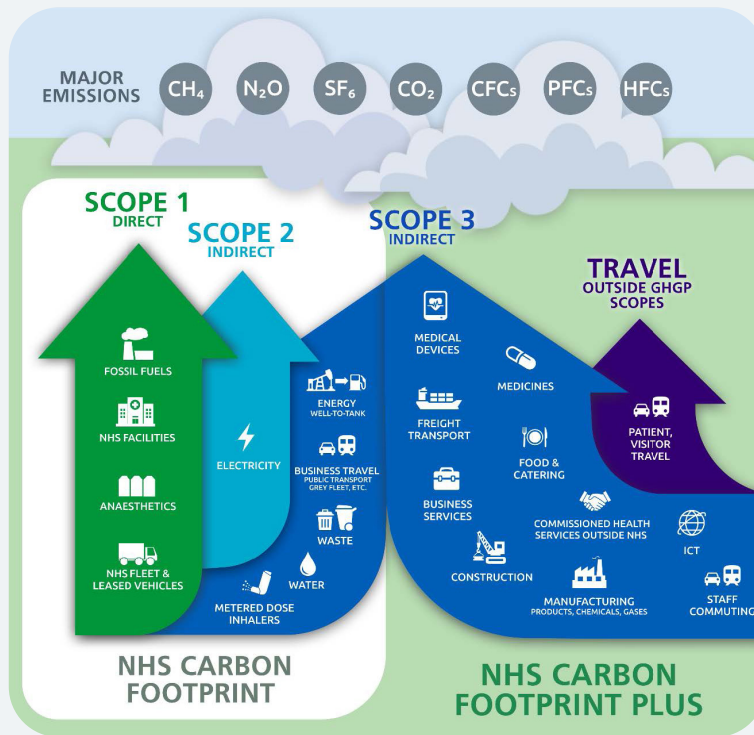 MAJOR
EMISSIONS
CH₄
N₂O
SF₆
CO₂
CFCs
PFCs
HFCs
SCOPE 1
DIRECT
SCOPE 2
INDIRECT
SCOPE 3
INDIRECT
TRAVEL
OUTSIDE GHGP
SCOPES
FOSSIL FUELS
NHS FACILITIES
ANAESTHETICS
NHS FLEET &
LEASED VEHICLES
ELECTRICITY
ENERGY
WELL-TO-TANK
BUSINESS TRAVEL
PUBLIC TRANSPORT
GREY FLEET, ETC.
WASTE
WATER
METERED DOSE
INHALERS
MEDICAL
DEVICES
MEDICINES
FREIGHT
TRANSPORT
FOOD &
CATERING
BUSINESS
SERVICES
COMMISSIONED HEALTH
SERVICES OUTSIDE NHS
CONSTRUCTION
MANUFACTURING
PRODUCTS, CHEMICALS, GASES
ICT
STAFF
COMMUTING
PATIENT,
VISITOR
TRAVEL
NHS CARBON
FOOTPRINT
NHS CARBON
FOOTPRINT PLUS